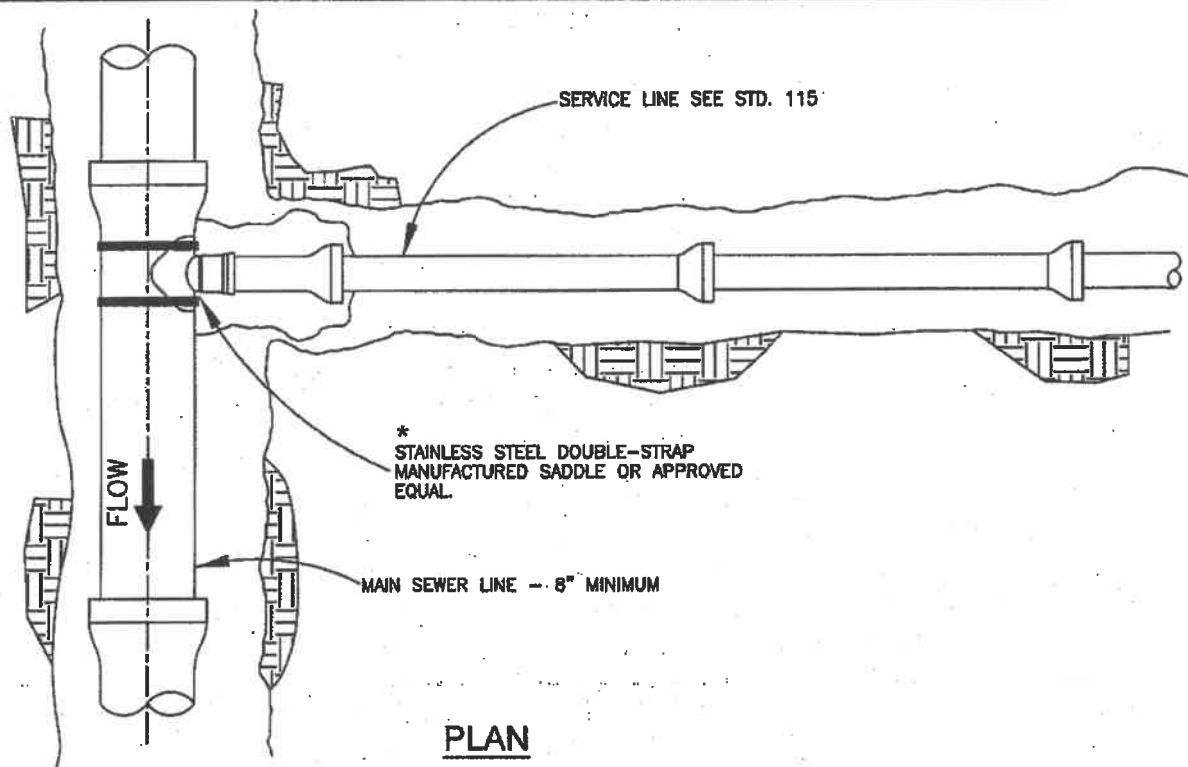 SERVICE LINE SEE STD. 115
*
STAINLESS STEEL DOUBLE-STRAP
MANUFACTURED SADDLE OR APPROVED
EQUAL.
FLOW
MAIN SEWER LINE - 8" MINIMUM
PLAN